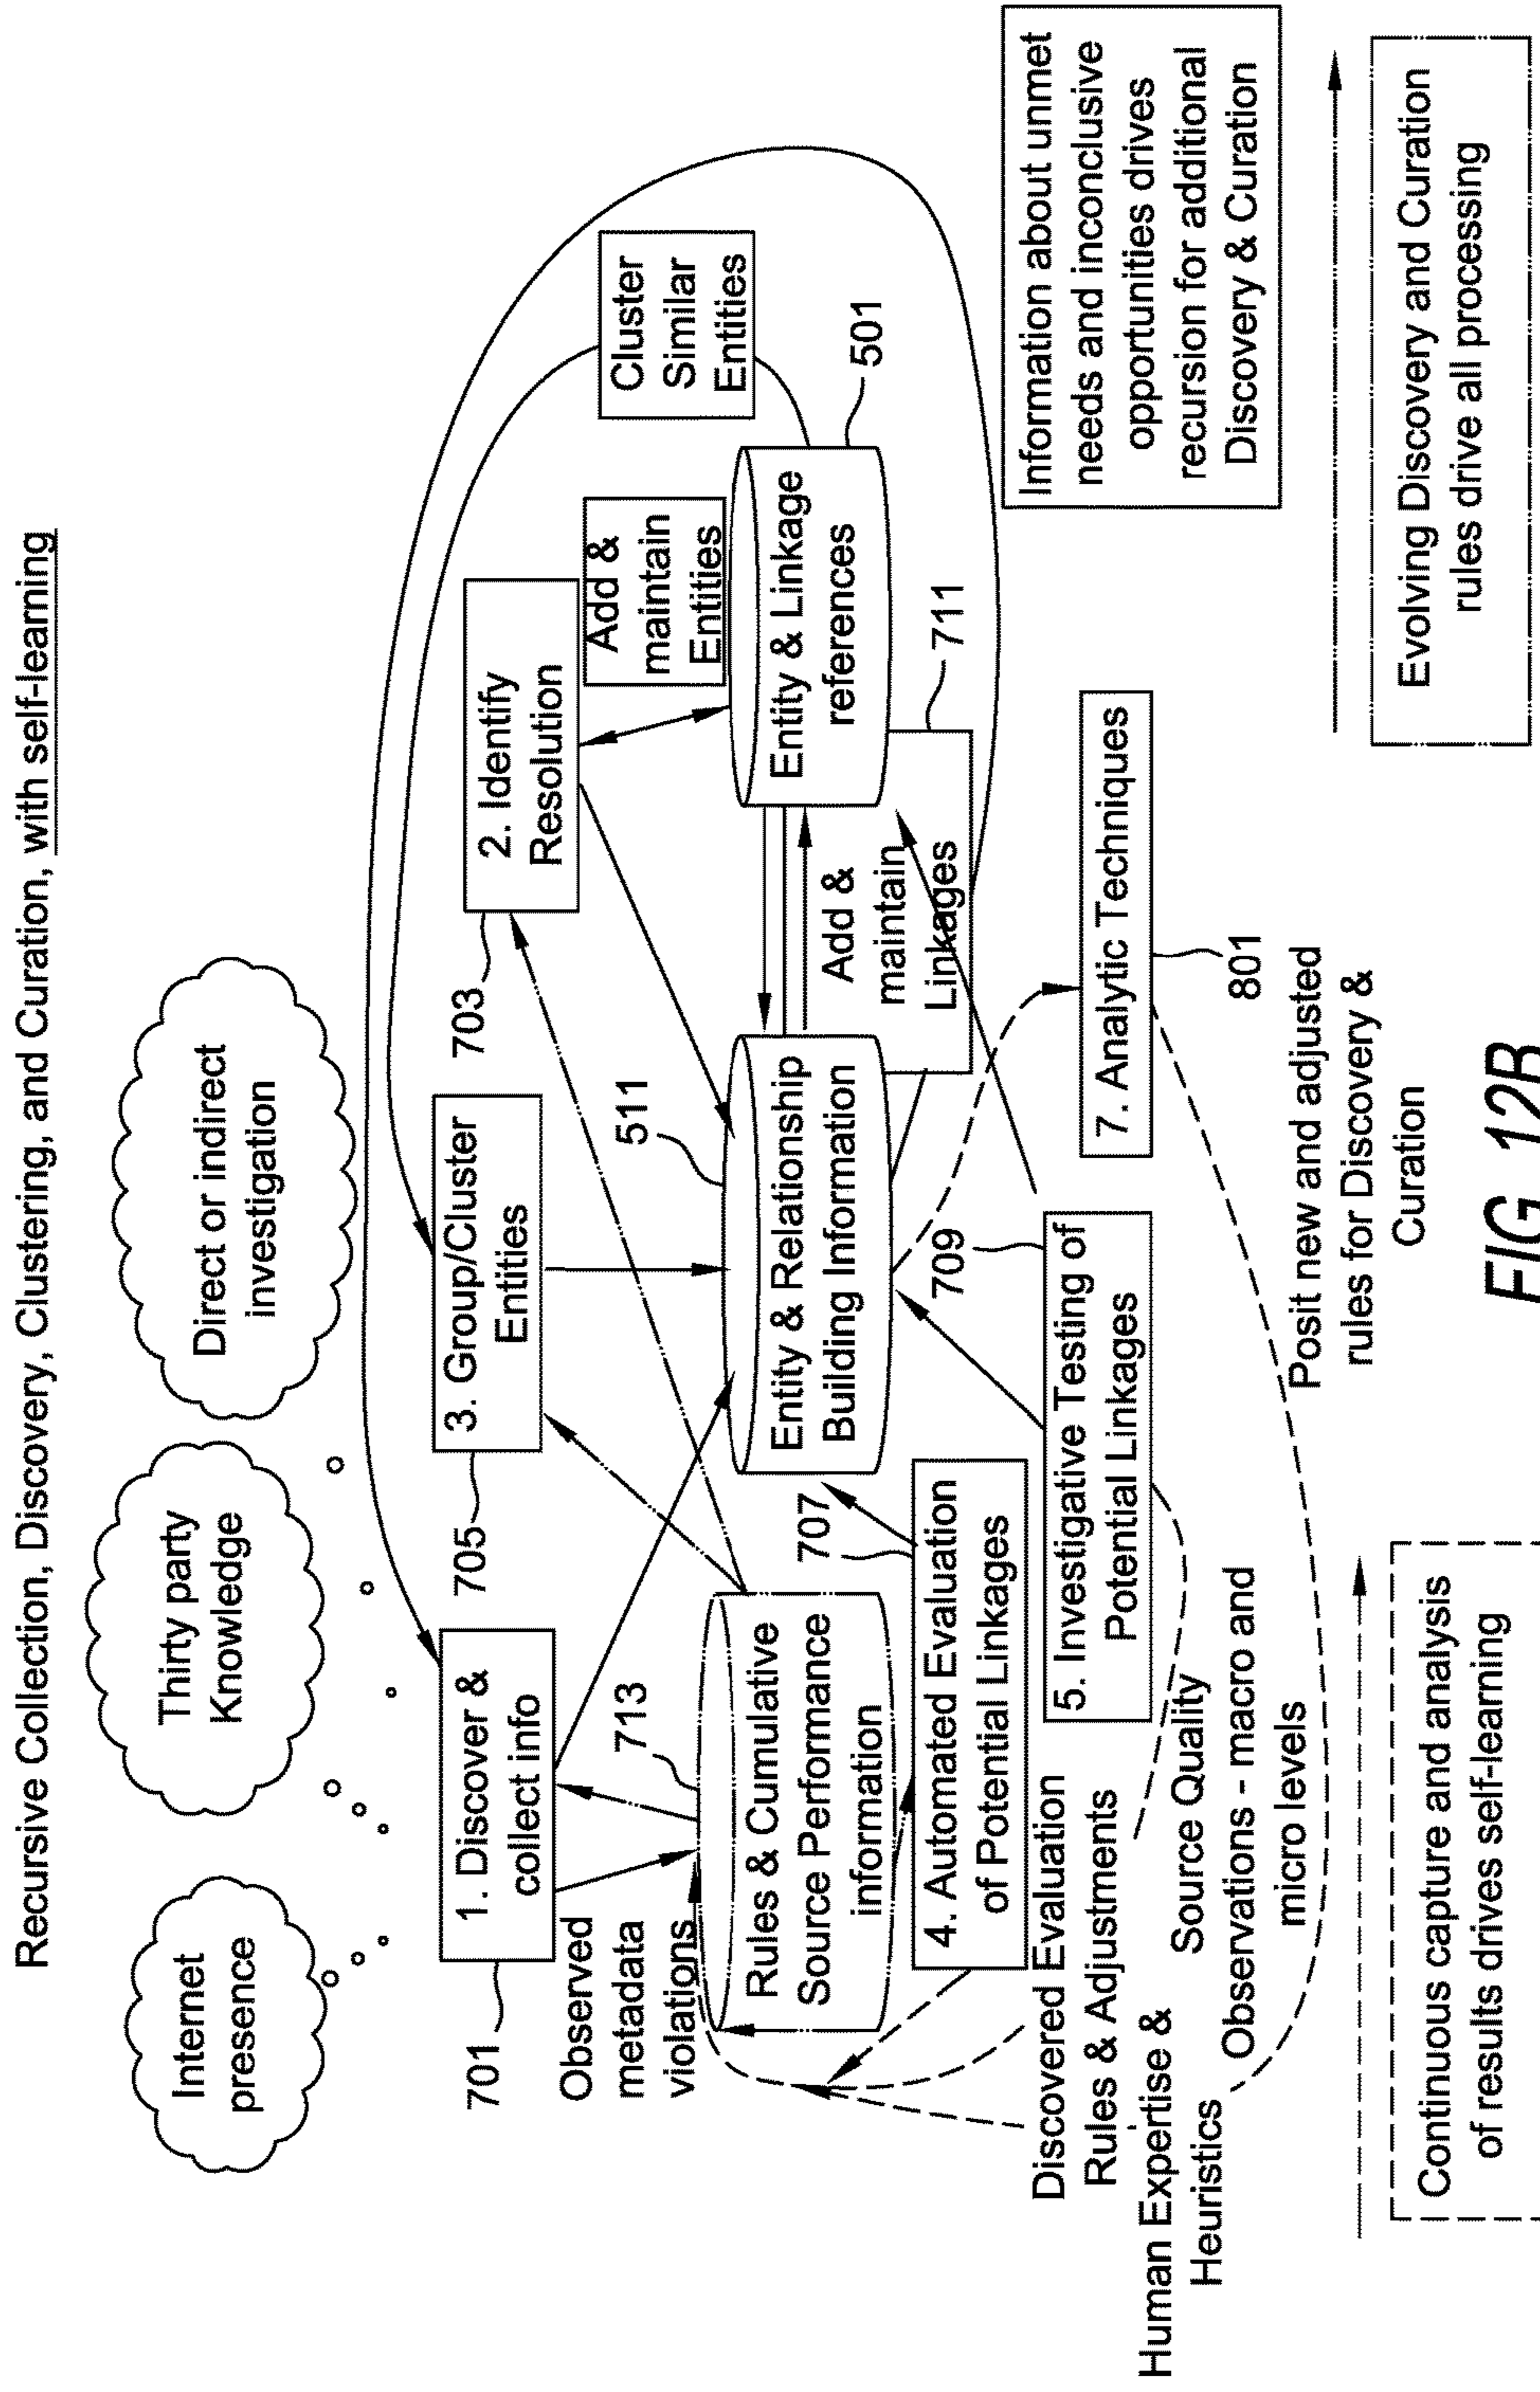 Recursive Collection, Discovery, Clustering, and Curation, with self-learning
Internet
presence
Thirty party
Knowledge
Direct or indirect
investigation
701
1. Discover &
collect info
705
3. Group/Cluster
Entities
703
2. Identify
Resolution
Cluster
Similar
Entities
Observed
metadata
violations
713
511
Add &
maintain
Entities
501
Rules & Cumulative
Source Performance
information
Entity & Relationship
Building Information
Entity & Linkage
references
Add &
maintain
Linkages
711
707
4. Automated Evaluation
of Potential Linkages
709
5. Investigative Testing of
Potential Linkages
7. Analytic Techniques
801
Information about unmet
needs and inconclusive
opportunities drives
recursion for additional
Discovery & Curation
Discovered Evaluation
Rules & Adjustments
Human Expertise &
Heuristics
Source Quality
Observations - macro and
micro levels
Posit new and adjusted
rules for Discovery &
Curation
Continuous capture and analysis
of results drives self-learning
Evolving Discovery and Curation
rules drive all processing
FIG. 12B